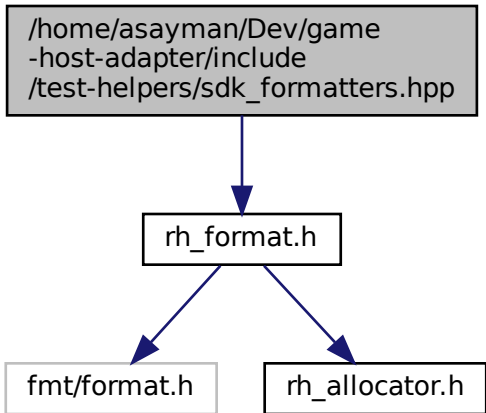 /home/asayman/Dev/game
-host-adapter/include
/test-helpers/sdk_formatters.hpp
rh_format.h
fmt/format.h
rh_allocator.h